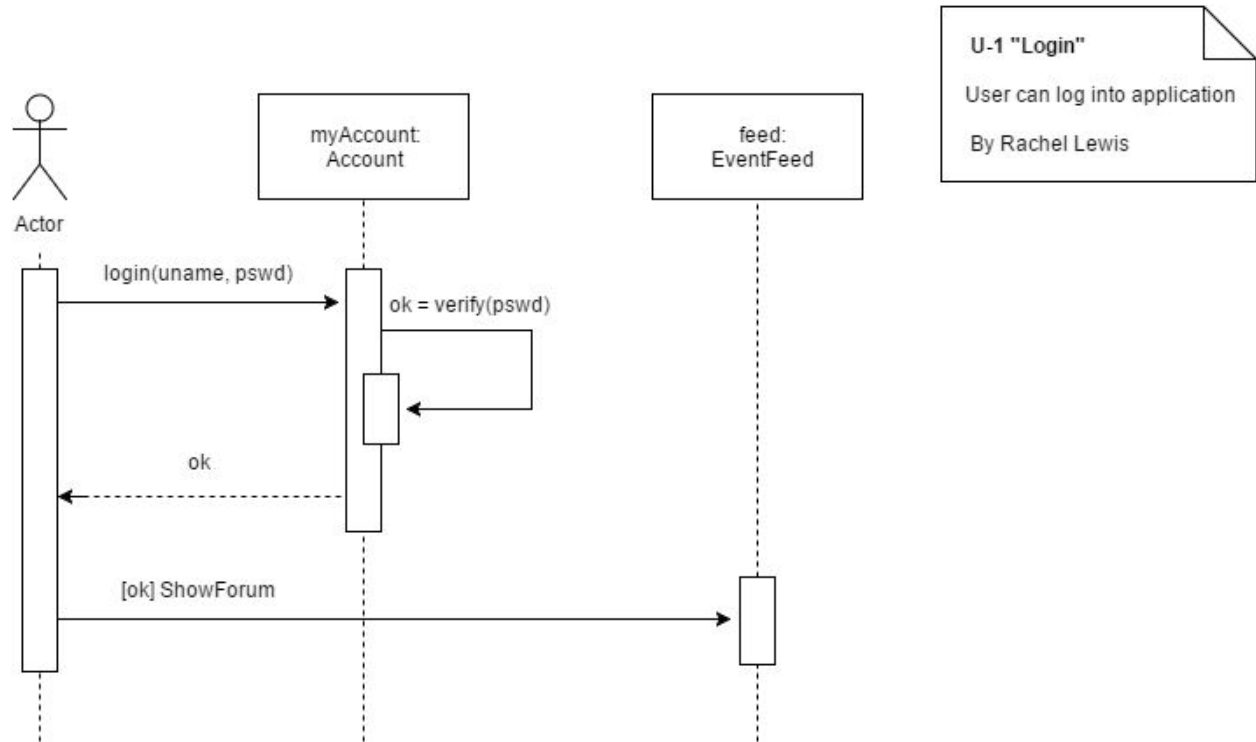 U-1 "Login"
User can log into application
By Rachel Lewis
myAccount:
Account
feed:
EventFeed
Actor
login(uname, pswd)
ok = verify(pswd)
ok
[ok] ShowForum